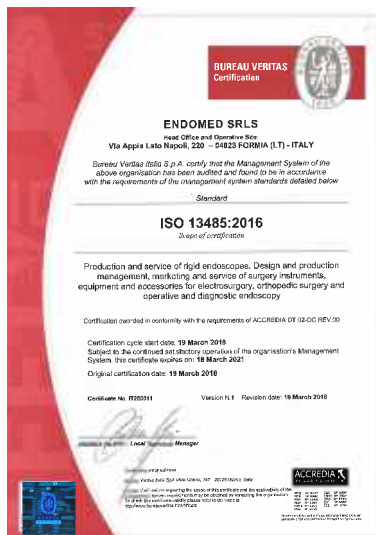 BUREAU VERITAS
Certification
ENDOMED SRLS
Head Office and Operative Site:
Via Appia Lato Napoli, 220 – 04023 FORMIA (LT) - ITALY
Bureau Veritas Italia S.p.A. certify that the Management System of the
above organisation has been audited and found to be in accordance
with the requirements of the management system standards detailed below
Standard
ISO 13485:2016
Scope of certification
Production and service of rigid endoscopes. Design and production
management, marketing and service of surgery instruments,
equipment and accessories for electrosurgery, orthopedic surgery and
operative and diagnostic endoscopy
Certification awarded in conformity with the requirements of ACCREDIA DT 02-DC REV.00
Certification cycle start date: 19 March 2018
Subject to the continued satisfactory operation of the organisation's Management
System, this certificate expires on: 18 March 2021
Original certification date: 19 March 2018
Certificate No. IT280011
Version N.1 Revision date: 19 March 2018
Local Manager
ACCREDIA